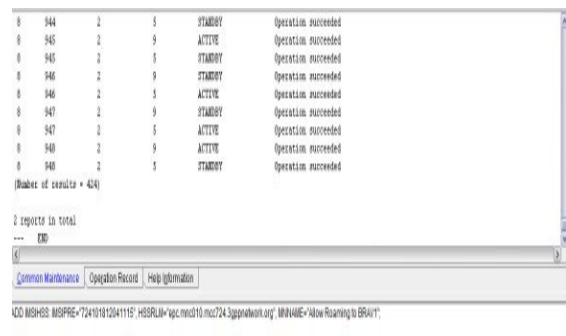 8 944 2 5 STANDBY Operation succeeded
8 945 2 9 ACTIVE Operation succeeded
8 945 2 5 STANDBY Operation succeeded
8 946 2 9 STANDBY Operation succeeded
8 946 2 5 ACTIVE Operation succeeded
8 947 2 9 STANDBY Operation succeeded
8 947 2 5 ACTIVE Operation succeeded
8 948 2 9 ACTIVE Operation succeeded
8 948 2 5 STANDBY Operation succeeded
(Number of results = 424)
2 reports in total
--- END
Common Maintenance Operation Record Help Information
ADD IMSIHSS: IMSIPRE="724101812041115", HSSRLM="epc.mnc010.mcc724.3gppnetwork.org", MNNAME="Allow Roaming to BRAV1";